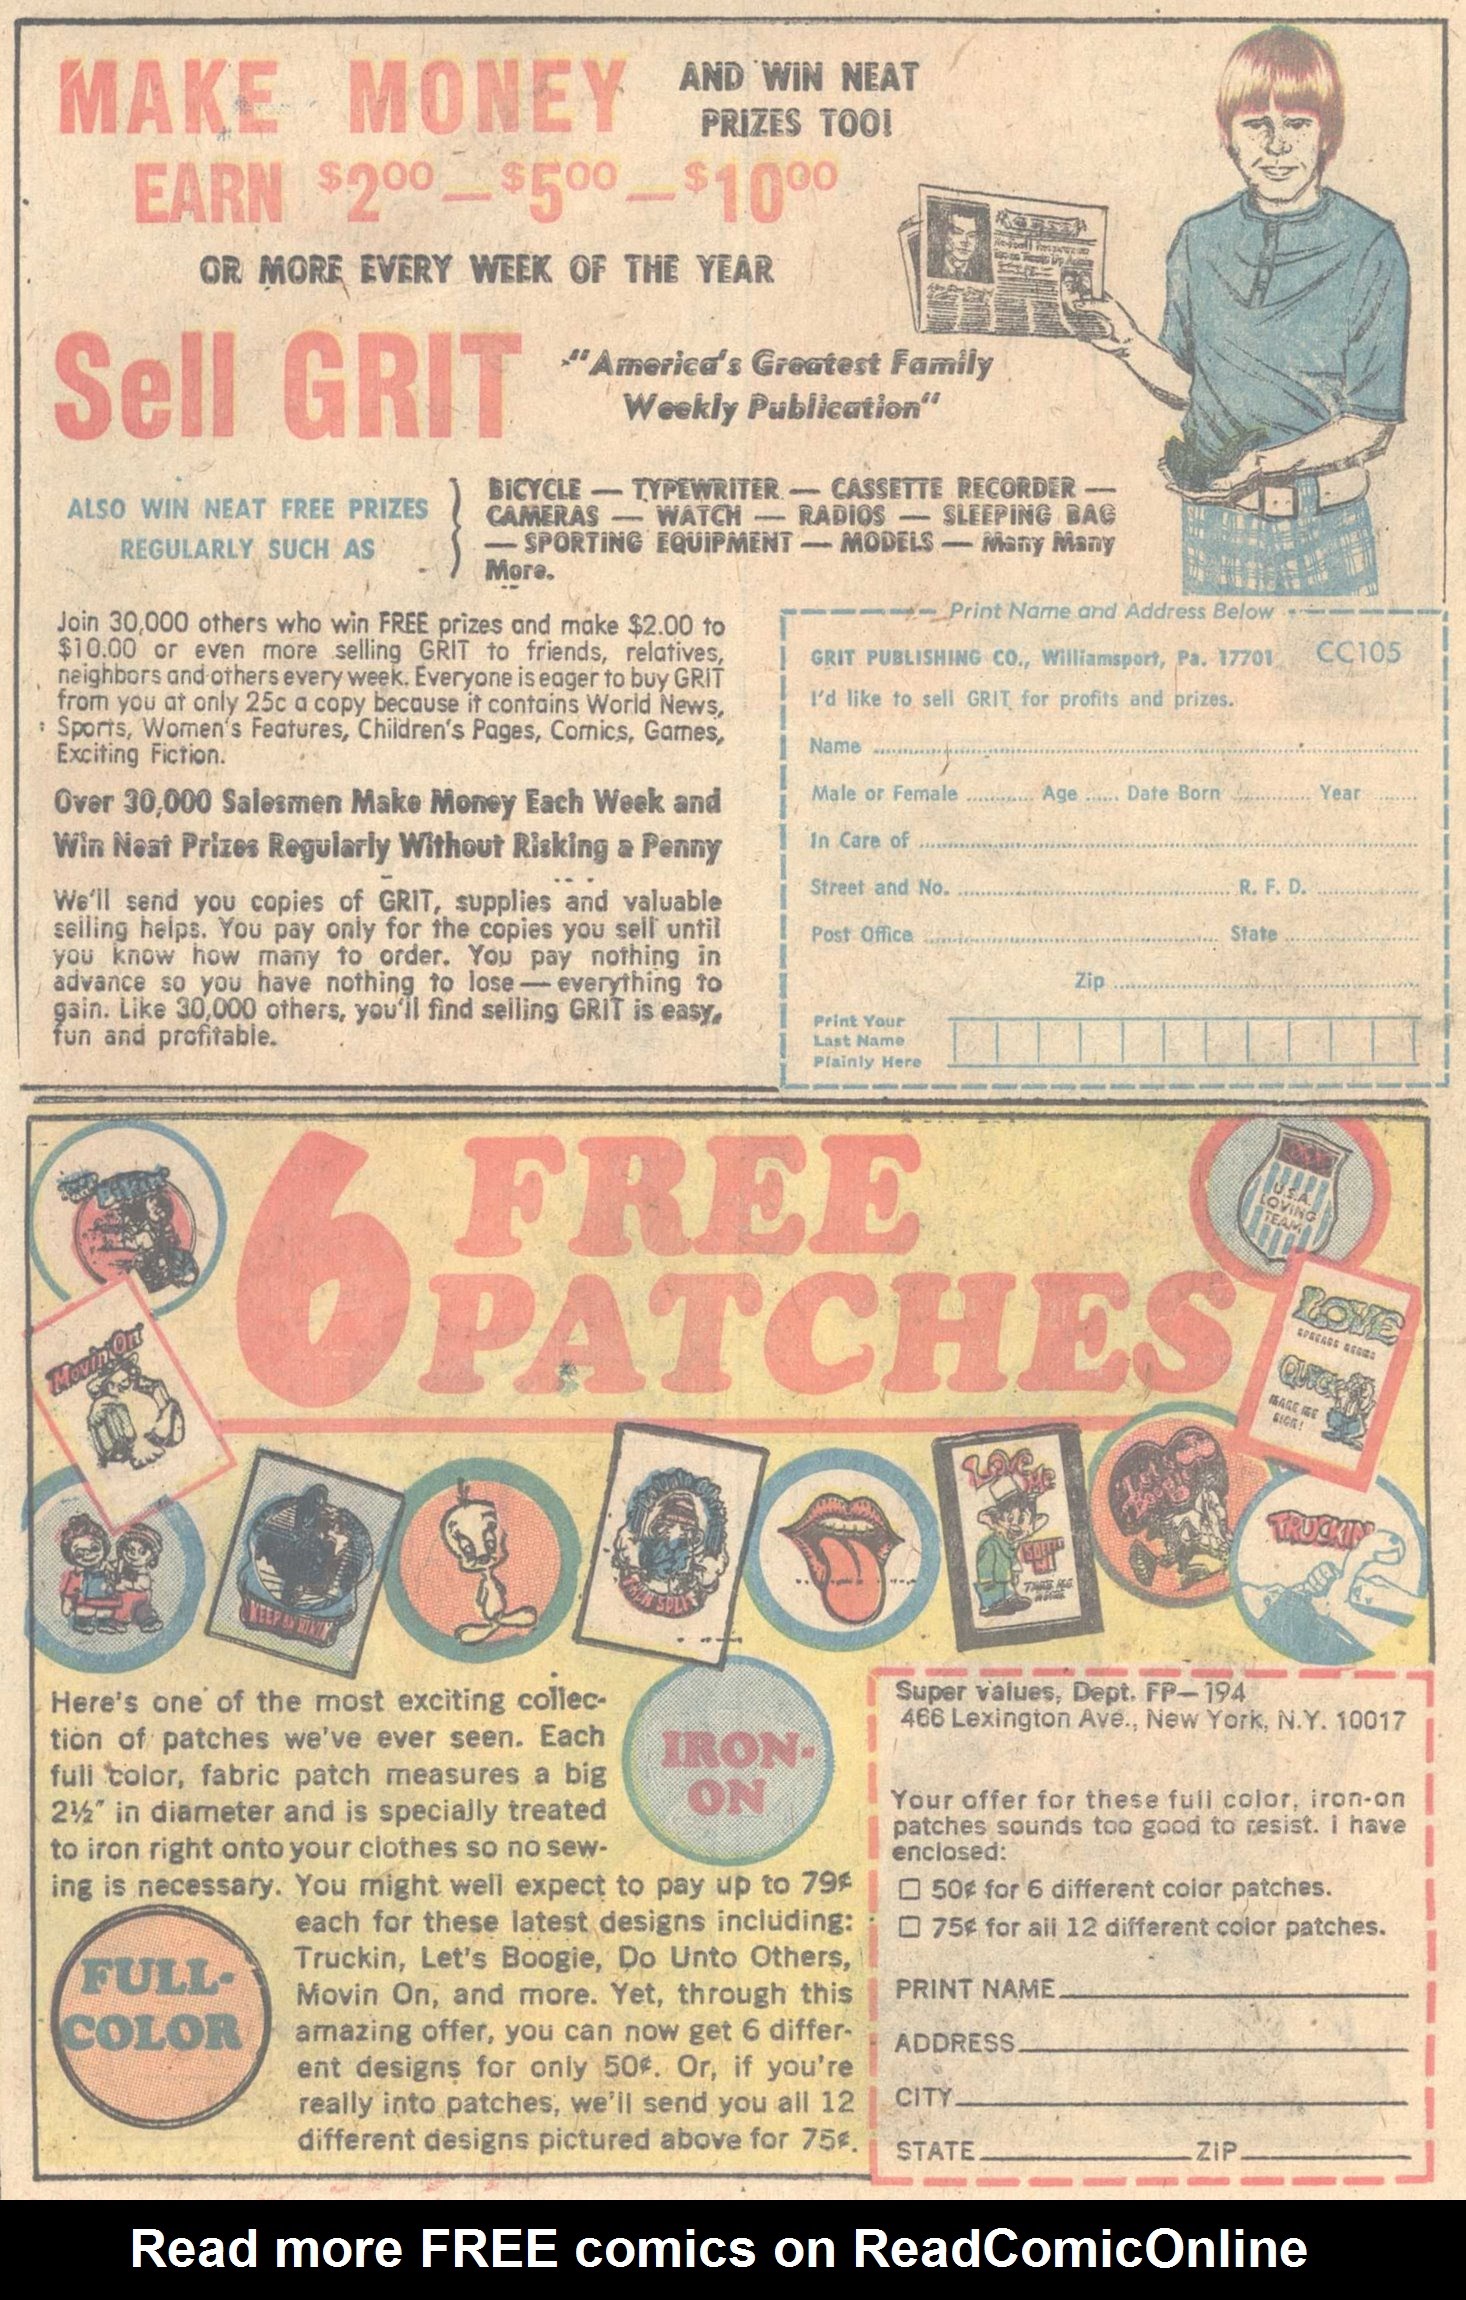 MAKE MONEY AND WIN NEAT
PRIZES TOO!
EARN $2.00 — $5.00 — $10.00
OR MORE EVERY WEEK OF THE YEAR
Sell GRIT
"America's Greatest Family
Weekly Publication"
GRIT
ALSO WIN NEAT FREE PRIZES
REGULARLY SUCH AS
BICYCLE — TYPEWRITER — CASSETTE RECORDER —
CAMERAS — WATCH — RADIOS — SLEEPING BAG
— SPORTING EQUIPMENT — MODELS — Many Many
More.
Join 30,000 others who win FREE prizes and make $2.00 to
$10.00 or even more selling GRIT to friends, relatives,
neighbors and others every week. Everyone is eager to buy GRIT
from you at only 25c a copy because it contains World News,
Sports, Women's Features, Children's Pages, Comics, Games,
Exciting Fiction.
Over 30,000 Salesmen Make Money Each Week and
Win Neat Prizes Regularly Without Risking a Penny
We'll send you copies of GRIT, supplies and valuable
selling helps. You pay only for the copies you sell until
you know how many to order. You pay nothing in
advance so you have nothing to lose — everything to
gain. Like 30,000 others, you'll find selling GRIT is easy,
fun and profitable.
Print Name and Address Below
GRIT PUBLISHING CO., Williamsport, Pa. 17701 CC105
I'd like to sell GRIT for profits and prizes.
Name
Male or Female Age Date Born Year
In Care of
Street and No. R. F. D.
Post Office State
Zip
Print Your
Last Name
Plainly Here
6 FREE
PATCHES
U.S.A.
LOVING
TEAM
Movin On
LOVE
SPREADS GERMS
QUICK
MAKE ME
SICK!
KEEP ON
LOVE ME
TAKE ME
HOME
Let's
Boogie
TRUCKIN
Here's one of the most exciting collec-
tion of patches we've ever seen. Each
full color, fabric patch measures a big
2½" in diameter and is specially treated
to iron right onto your clothes so no sew-
ing is necessary. You might well expect to pay up to 79¢
each for these latest designs including:
Truckin, Let's Boogie, Do Unto Others,
Movin On, and more. Yet, through this
amazing offer, you can now get 6 differ-
ent designs for only 50¢. Or, if you're
really into patches, we'll send you all 12
different designs pictured above for 75¢.
IRON-
ON
FULL-
COLOR
Super values, Dept. FP—194
466 Lexington Ave., New York, N.Y. 10017
Your offer for these full color, iron-on
patches sounds too good to resist. I have
enclosed:
☐ 50¢ for 6 different color patches.
☐ 75¢ for all 12 different color patches.
PRINT NAME
ADDRESS
CITY
STATE ZIP
Read more FREE comics on ReadComicOnline